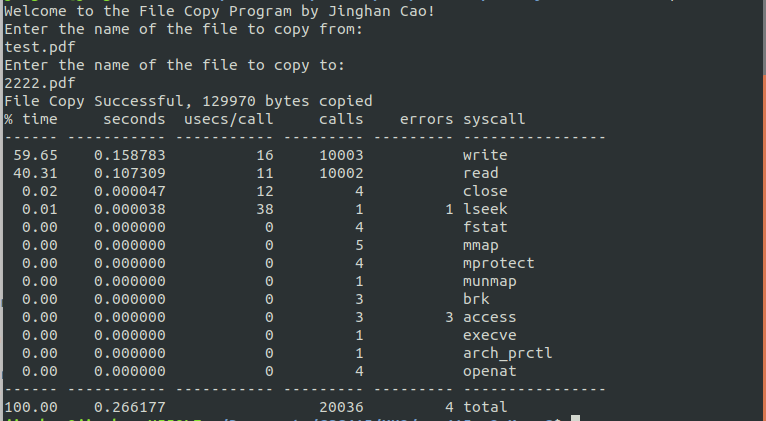 Welcome to the File Copy Program by Jinghan Cao!
Enter the name of the file to copy from:
test.pdf
Enter the name of the file to copy to:
2222.pdf
File Copy Successful, 129970 bytes copied
% time     seconds  usecs/call     calls    errors syscall
------ ----------- ----------- --------- --------- ----------------
 59.65    0.158783          16     10003           write
 40.31    0.107309          11     10002           read
  0.02    0.000047          12         4           close
  0.01    0.000038          38         1         1 lseek
  0.00    0.000000           0         4           fstat
  0.00    0.000000           0         5           mmap
  0.00    0.000000           0         4           mprotect
  0.00    0.000000           0         1           munmap
  0.00    0.000000           0         3           brk
  0.00    0.000000           0         3         3 access
  0.00    0.000000           0         1           execve
  0.00    0.000000           0         1           arch_prctl
  0.00    0.000000           0         4           openat
------ ----------- ----------- --------- --------- ----------------
100.00    0.266177                 20036         4 total